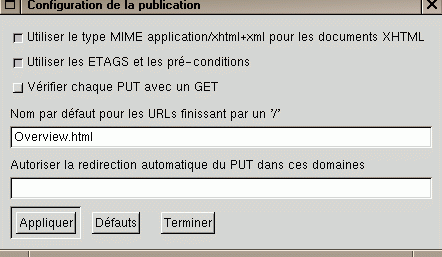 Configuration de la publication
Utiliser le type MIME application/xhtml+xml pour les documents XHTML
Utiliser les ETAGS et les pré-conditions
Vérifier chaque PUT avec un GET
Nom par défaut pour les URLs finissant par un '/'
Overview.html
Autoriser la redirection automatique du PUT dans ces domaines
Appliquer Défauts Terminer